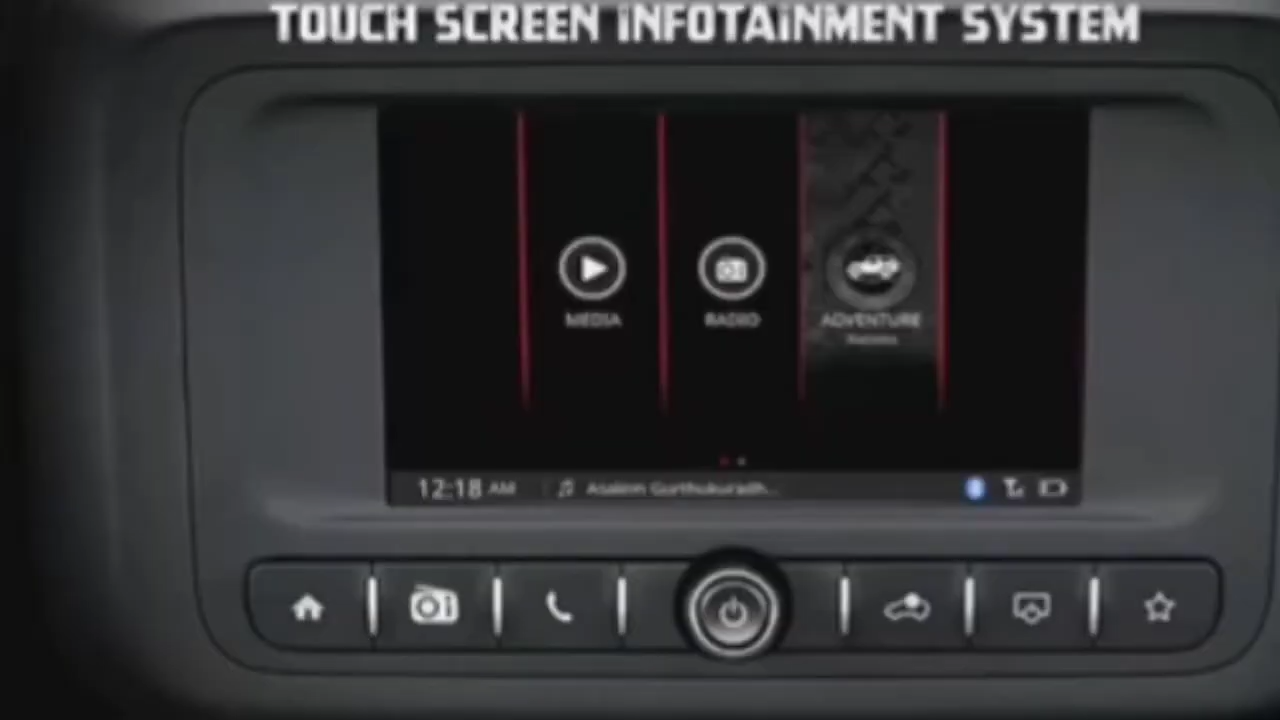 TOUCH SCREEN iNFOTAiNMENT SYSTEM
MEDIA
RADIO
ADVENTURE
12:18 AM